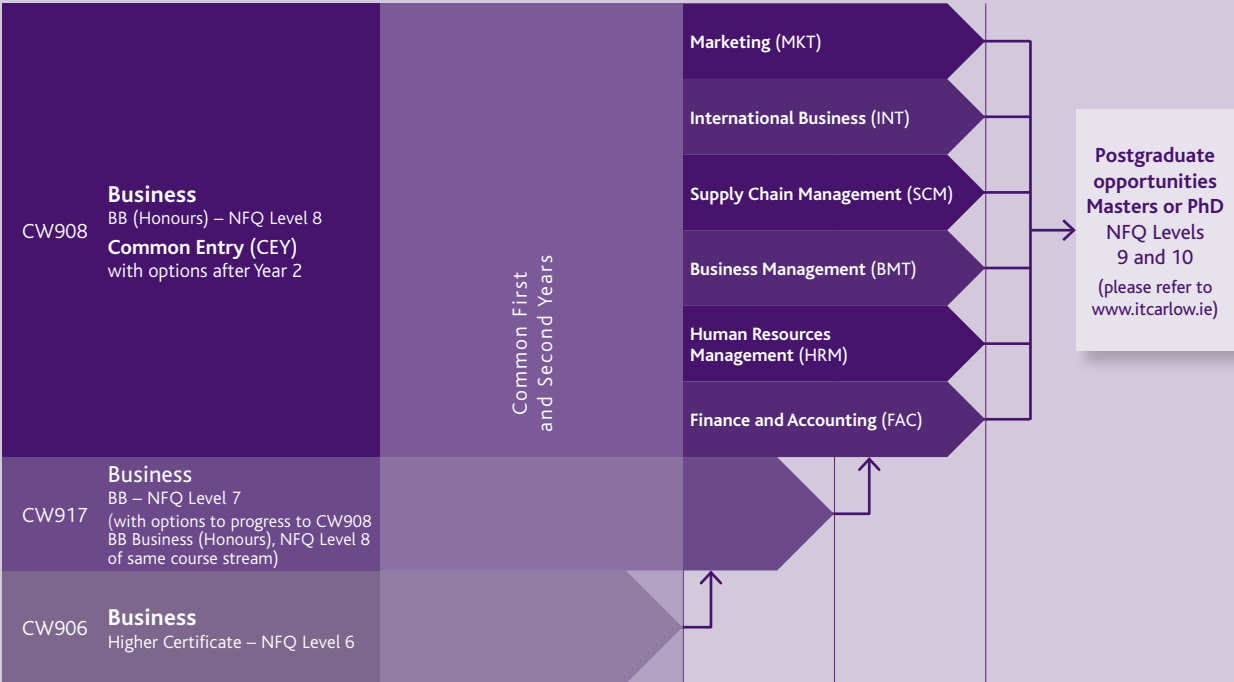 CW908
Business
BB (Honours) – NFQ Level 8
Common Entry (CEY)
with options after Year 2
Common First
and Second Years
Marketing (MKT)
International Business (INT)
Supply Chain Management (SCM)
Business Management (BMT)
Human Resources
Management (HRM)
Finance and Accounting (FAC)
Postgraduate
opportunities
Masters or PhD
NFQ Levels
9 and 10
(please refer to
www.itcarlow.ie)
CW917
Business
BB – NFQ Level 7
(with options to progress to CW908
BB Business (Honours), NFQ Level 8
of same course stream)
CW906
Business
Higher Certificate – NFQ Level 6